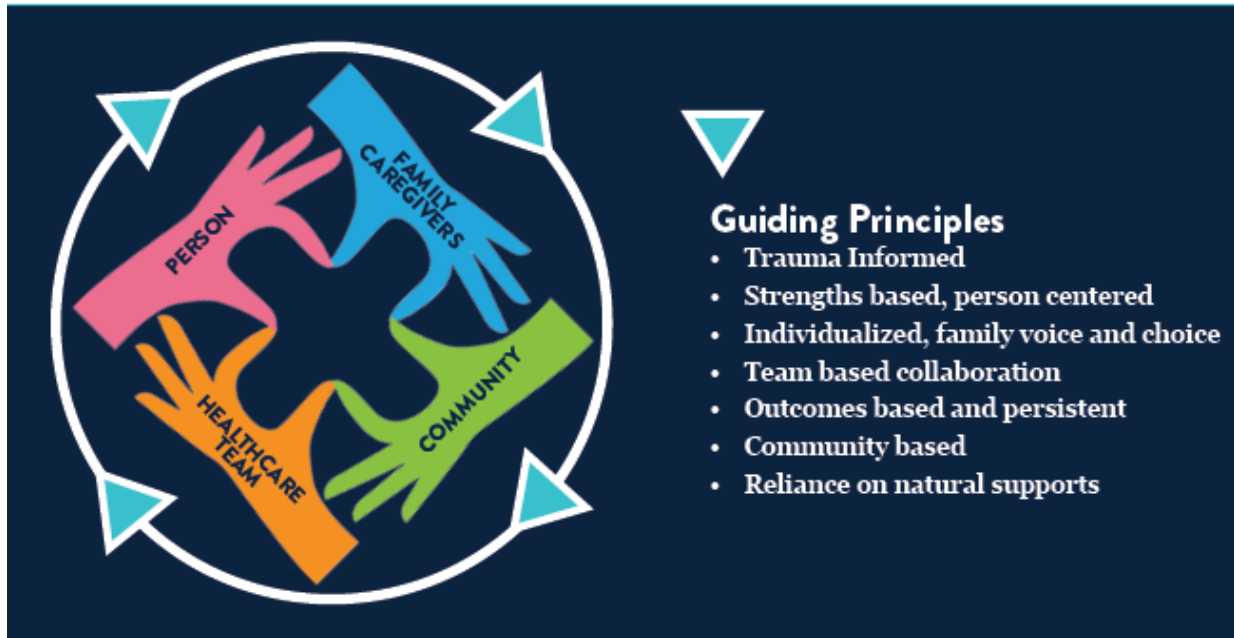 PERSON
FAMILY
CAREGIVERS
HEALTHCARE
TEAM
COMMUNITY
Guiding Principles
• Trauma Informed
• Strengths based, person centered
• Individualized, family voice and choice
• Team based collaboration
• Outcomes based and persistent
• Community based
• Reliance on natural supports